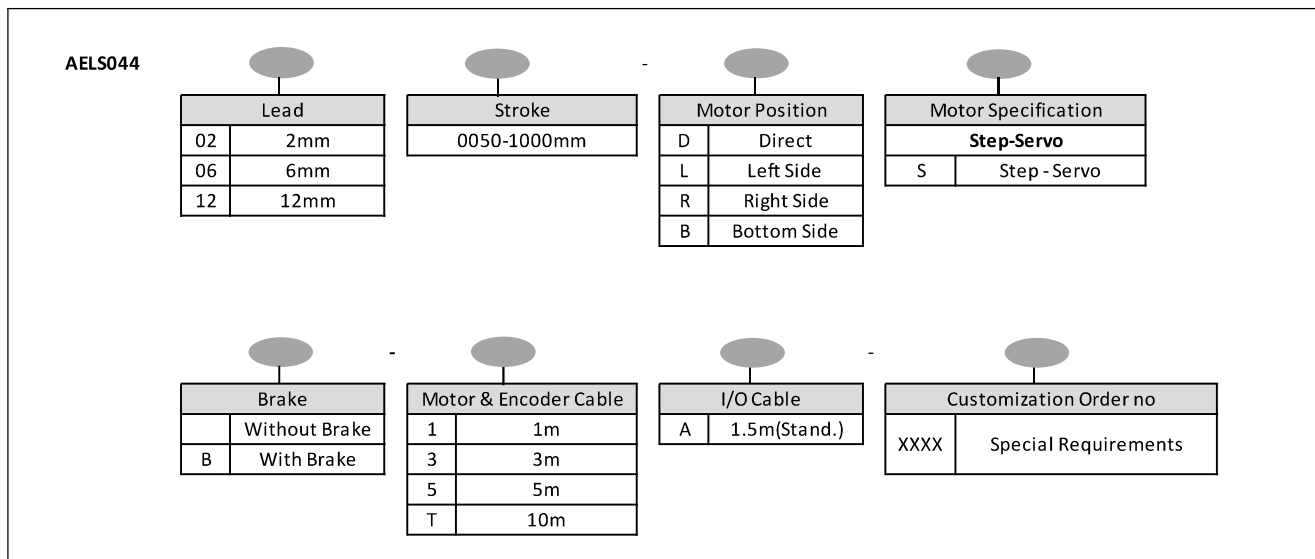 AELS044 -
Lead
02 2mm
06 6mm
12 12mm
Stroke
0050-1000mm
Motor Position
D Direct
L Left Side
R Right Side
B Bottom Side
Motor Specification
Step-Servo
S Step - Servo
- -
Brake
Without Brake
B With Brake
Motor & Encoder Cable
1 1m
3 3m
5 5m
T 10m
I/O Cable
A 1.5m(Stand.)
Customization Order no
XXXX Special Requirements